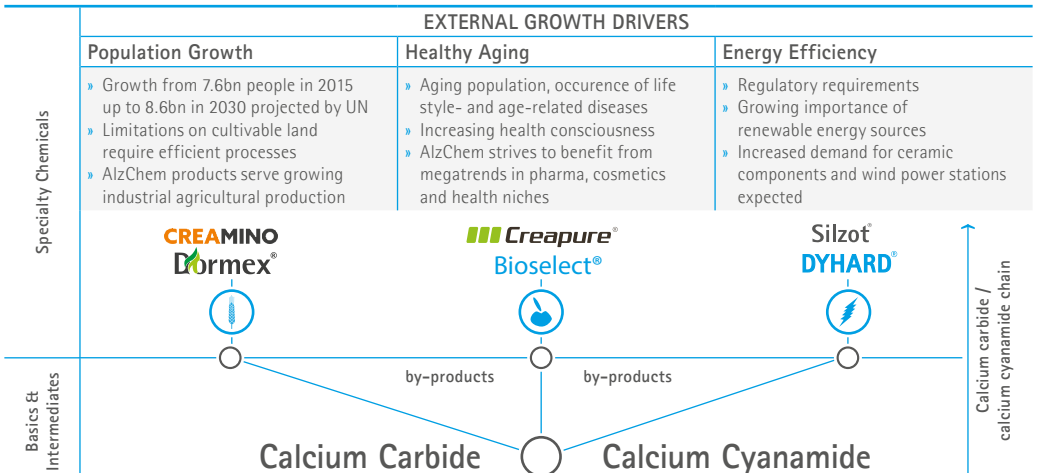 EXTERNAL GROWTH DRIVERS
Population Growth
» Growth from 7.6bn people in 2015
up to 8.6bn in 2030 projected by UN
» Limitations on cultivable land
require efficient processes
» AlzChem products serve growing
industrial agricultural production
Healthy Aging
» Aging population, occurence of life
style- and age-related diseases
» Increasing health consciousness
» AlzChem strives to benefit from
megatrends in pharma, cosmetics
and health niches
Energy Efficiency
» Regulatory requirements
» Growing importance of
renewable energy sources
» Increased demand for ceramic
components and wind power stations
expected
Specialty Chemicals
CREAMINO
Dormex®
Creapure®
Bioselect®
Silzot®
DYHARD®
Calcium carbide /
calcium cyanamide chain
by-products
by-products
Basics &
Intermediates
Calcium Carbide
Calcium Cyanamide